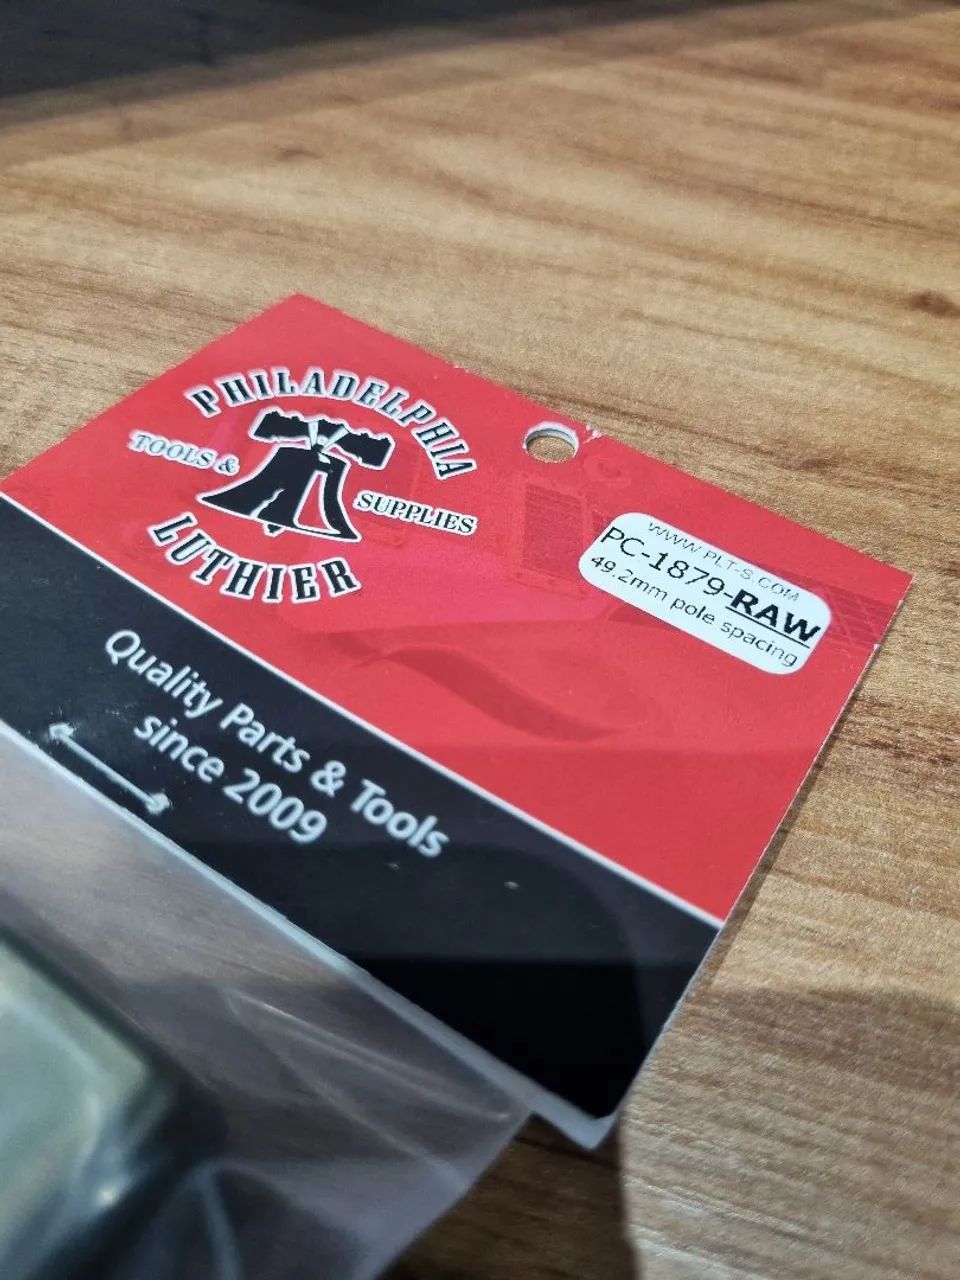 PHILADELPHIA
TOOLS &
SUPPLIES
LUTHIER
WWW.PLT-S.COM
PC-1879-RAW
49.2mm pole spacing
Quality Parts & Tools
since 2009